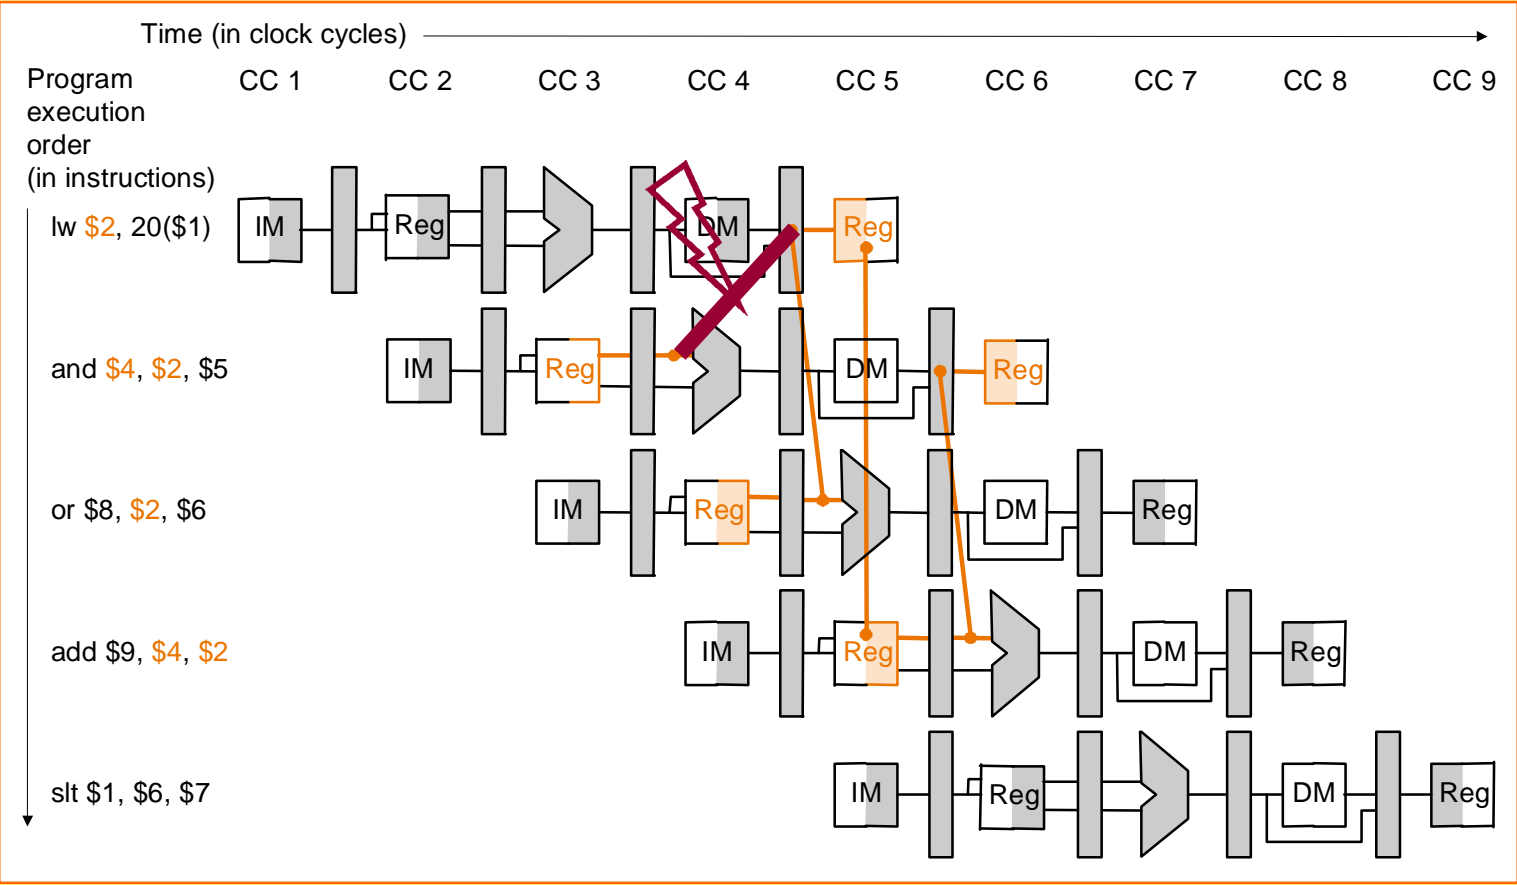 Time (in clock cycles)
Program
execution
order
(in instructions)
CC 1 CC 2 CC 3 CC 4 CC 5 CC 6 CC 7 CC 8 CC 9
lw $2, 20($1) IM Reg DM Reg
and $4, $2, $5 IM Reg DM Reg
or $8, $2, $6 IM Reg DM Reg
add $9, $4, $2 IM Reg DM Reg
slt $1, $6, $7 IM Reg DM Reg